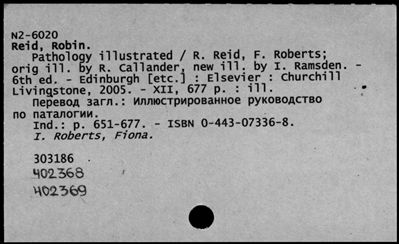 N2-6020
Reid, Robin.
Pathology illustrated / R. Reid, F. Roberts;
orig ill. by R. Callander, new ill. by I. Ramsden. -
6th ed. - Edinburgh [etc.] : Elsevier : Churchill
Livingstone, 2005. - XII, 677 p. : ill.
Перевод загл.: Иллюстрированное руководство
по паталогии.
Ind.: p. 651-677. - ISBN 0-443-07336-8.
I. Roberts, Fiona.
303186
402368
402369